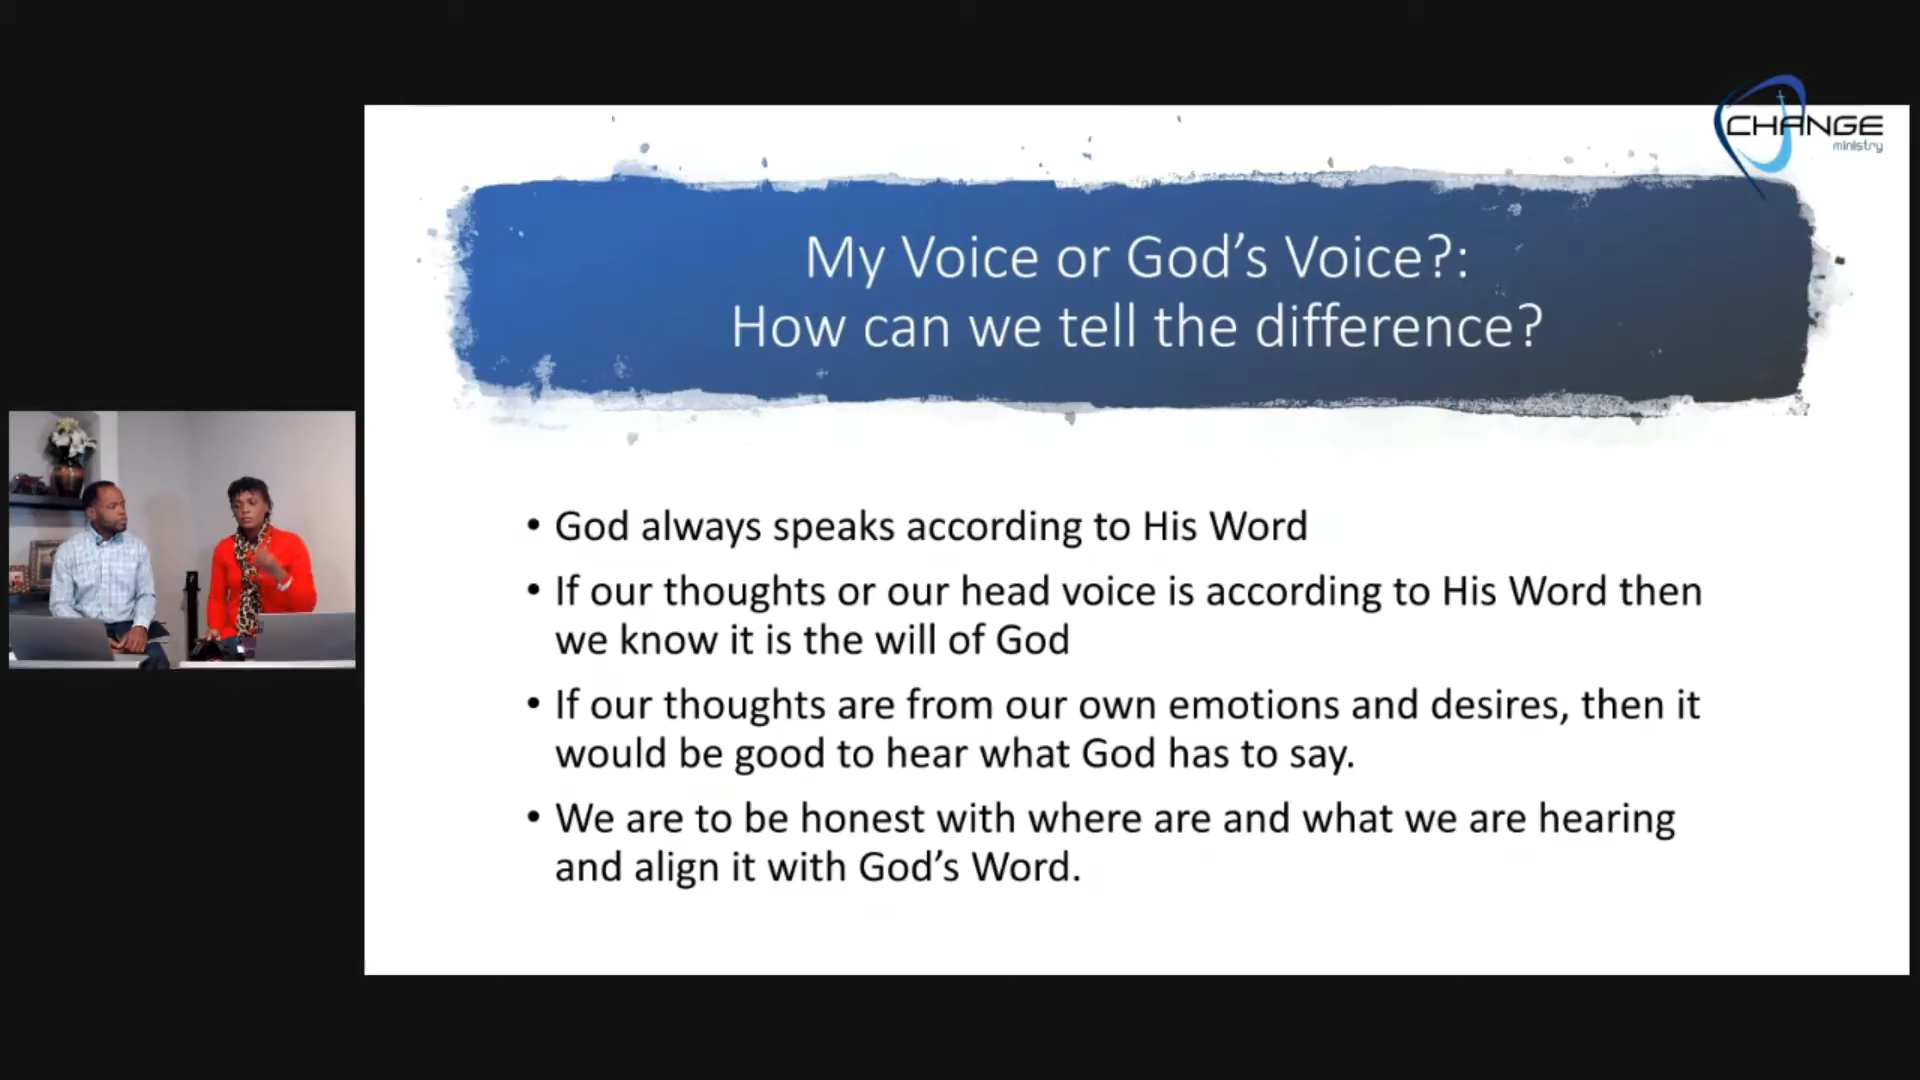 CHANGE
ministry
My Voice or God’s Voice?:
How can we tell the difference?
• God always speaks according to His Word
• If our thoughts or our head voice is according to His Word then
we know it is the will of God
• If our thoughts are from our own emotions and desires, then it
would be good to hear what God has to say.
• We are to be honest with where are and what we are hearing
and align it with God’s Word.